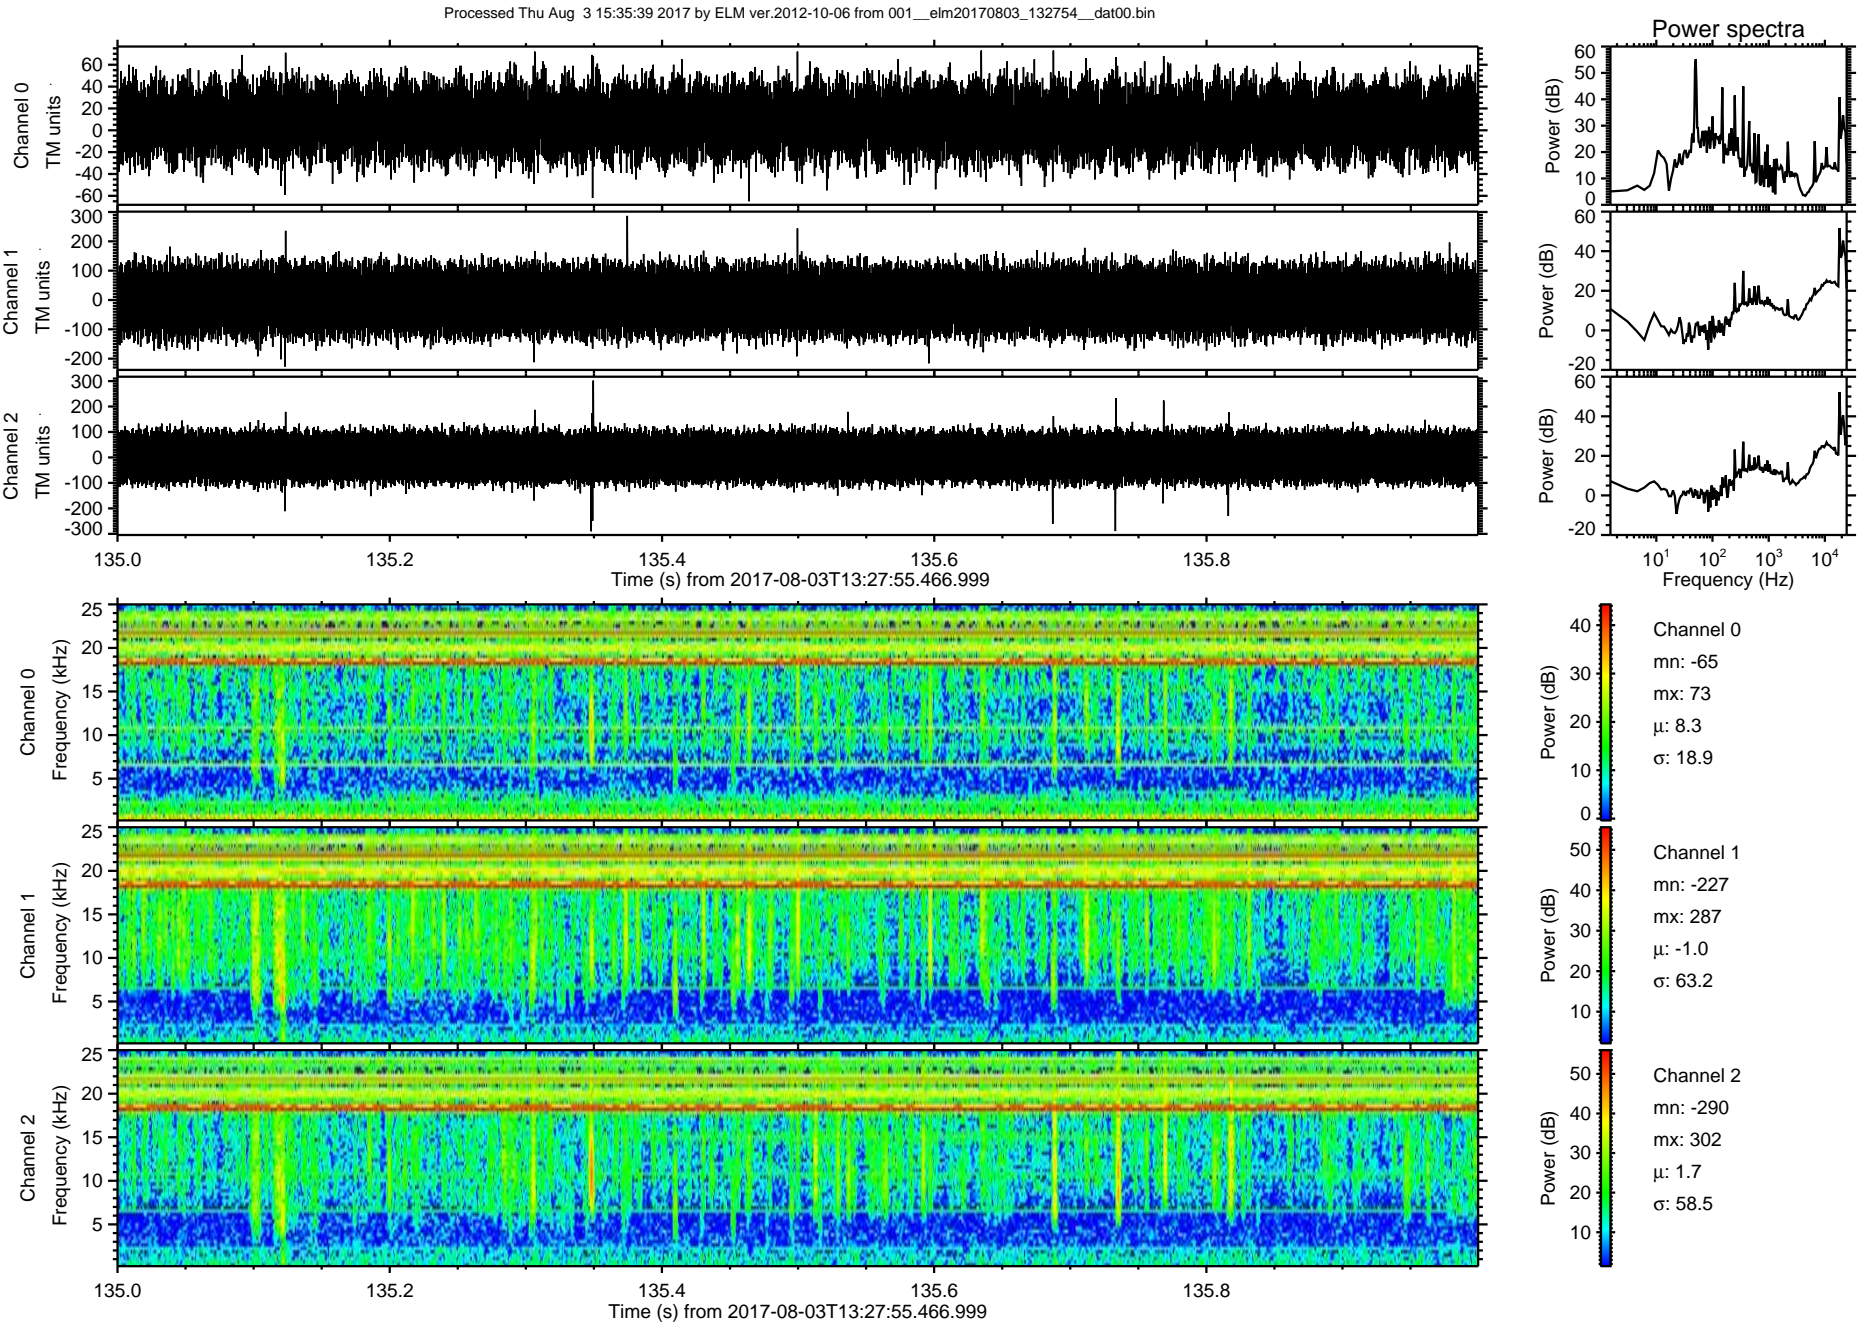 Processed Thu Aug  3 15:35:39 2017 by ELM ver.2012-10-06 from 001__elm20170803_132754__dat00.bin
Power spectra
Channel 0
TM units
60
40
20
0
-20
-40
-60
Power (dB)
60
50
40
30
20
10
0
Channel 1
TM units
300
200
100
0
-100
-200
Power (dB)
60
40
20
0
-20
Channel 2
TM units
300
200
100
0
-100
-200
-300
Power (dB)
60
40
20
0
-20
135.0 135.2 135.4 135.6 135.8
Time (s) from 2017-08-03T13:27:55.466.999
10¹ 10² 10³ 10⁴
Frequency (Hz)
Channel 0
Frequency (kHz)
25
20
15
10
5
Power (dB)
40
30
20
10
0
Channel 0
mn: -65
mx: 73
μ: 8.3
σ: 18.9
Channel 1
Frequency (kHz)
25
20
15
10
5
Power (dB)
50
40
30
20
10
Channel 1
mn: -227
mx: 287
μ: -1.0
σ: 63.2
Channel 2
Frequency (kHz)
25
20
15
10
5
Power (dB)
50
40
30
20
10
Channel 2
mn: -290
mx: 302
μ: 1.7
σ: 58.5
135.0 135.2 135.4 135.6 135.8
Time (s) from 2017-08-03T13:27:55.466.999